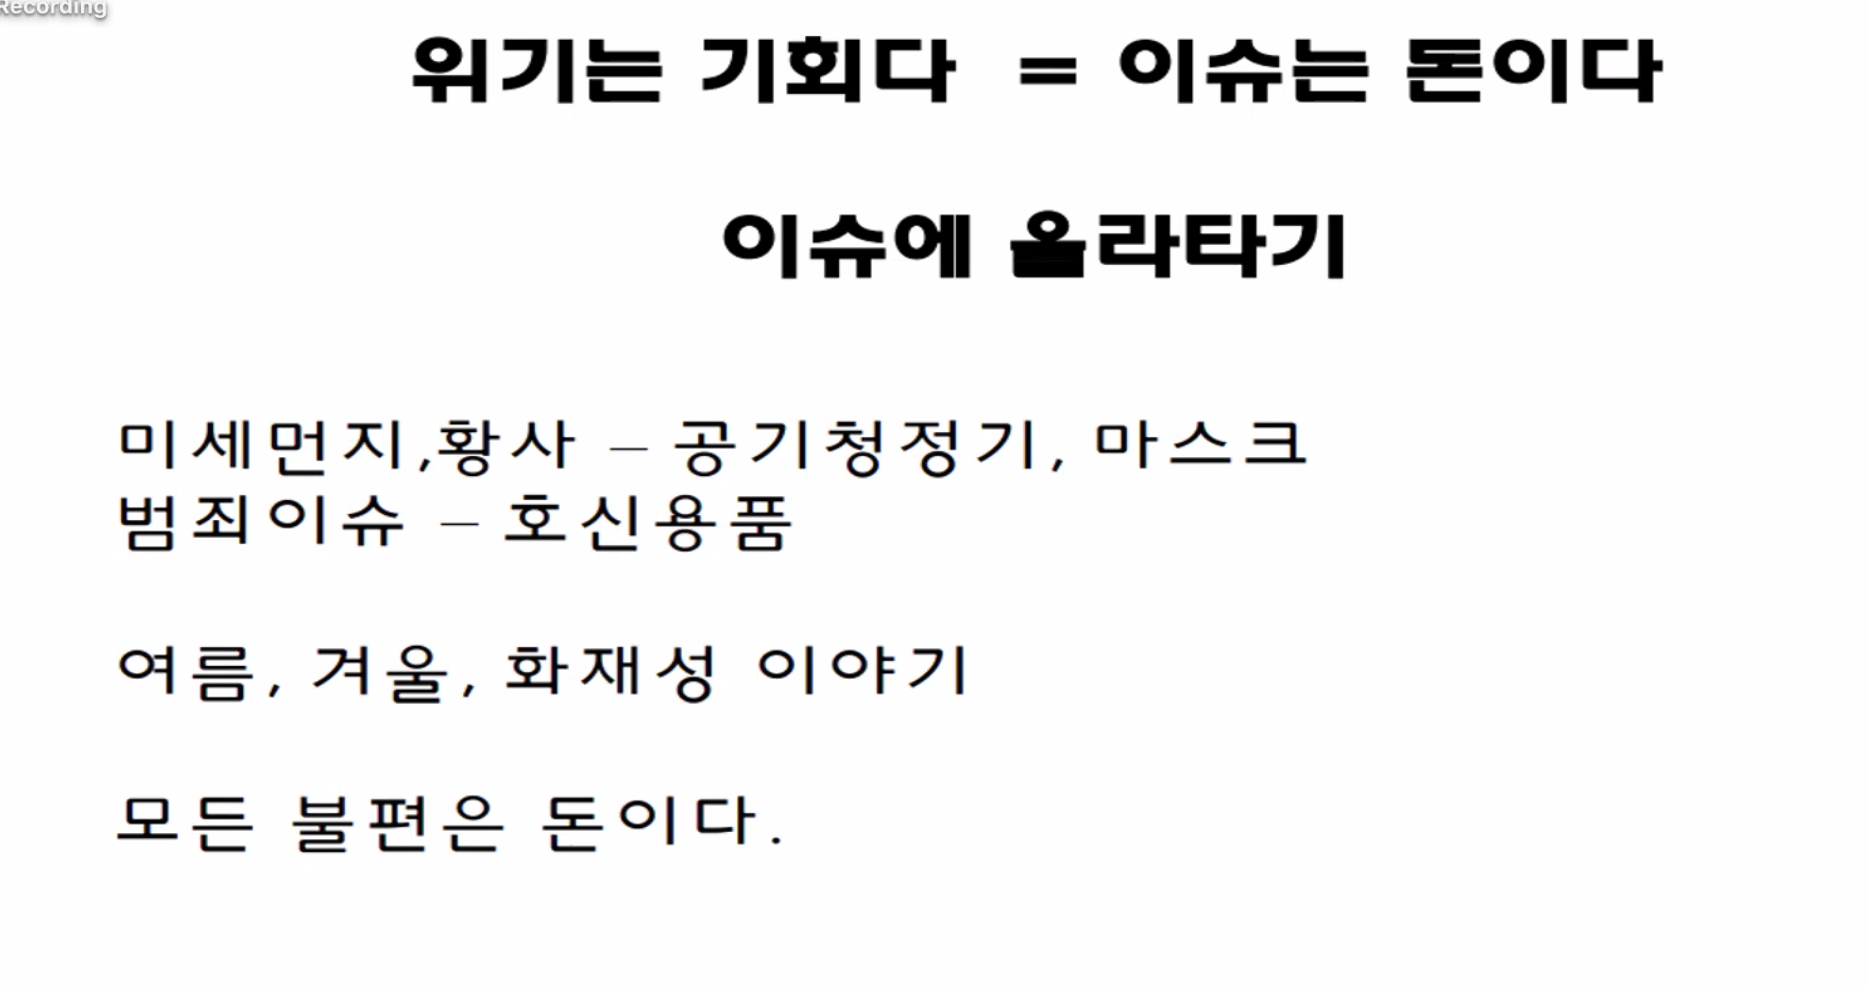 Recording
위기는 기회다 = 이슈는 돈이다
이슈에 올라타기
미세먼지,황사 – 공기청정기, 마스크
범죄이슈 – 호신용품
여름, 겨울, 화재성 이야기
모든 불편은 돈이다.